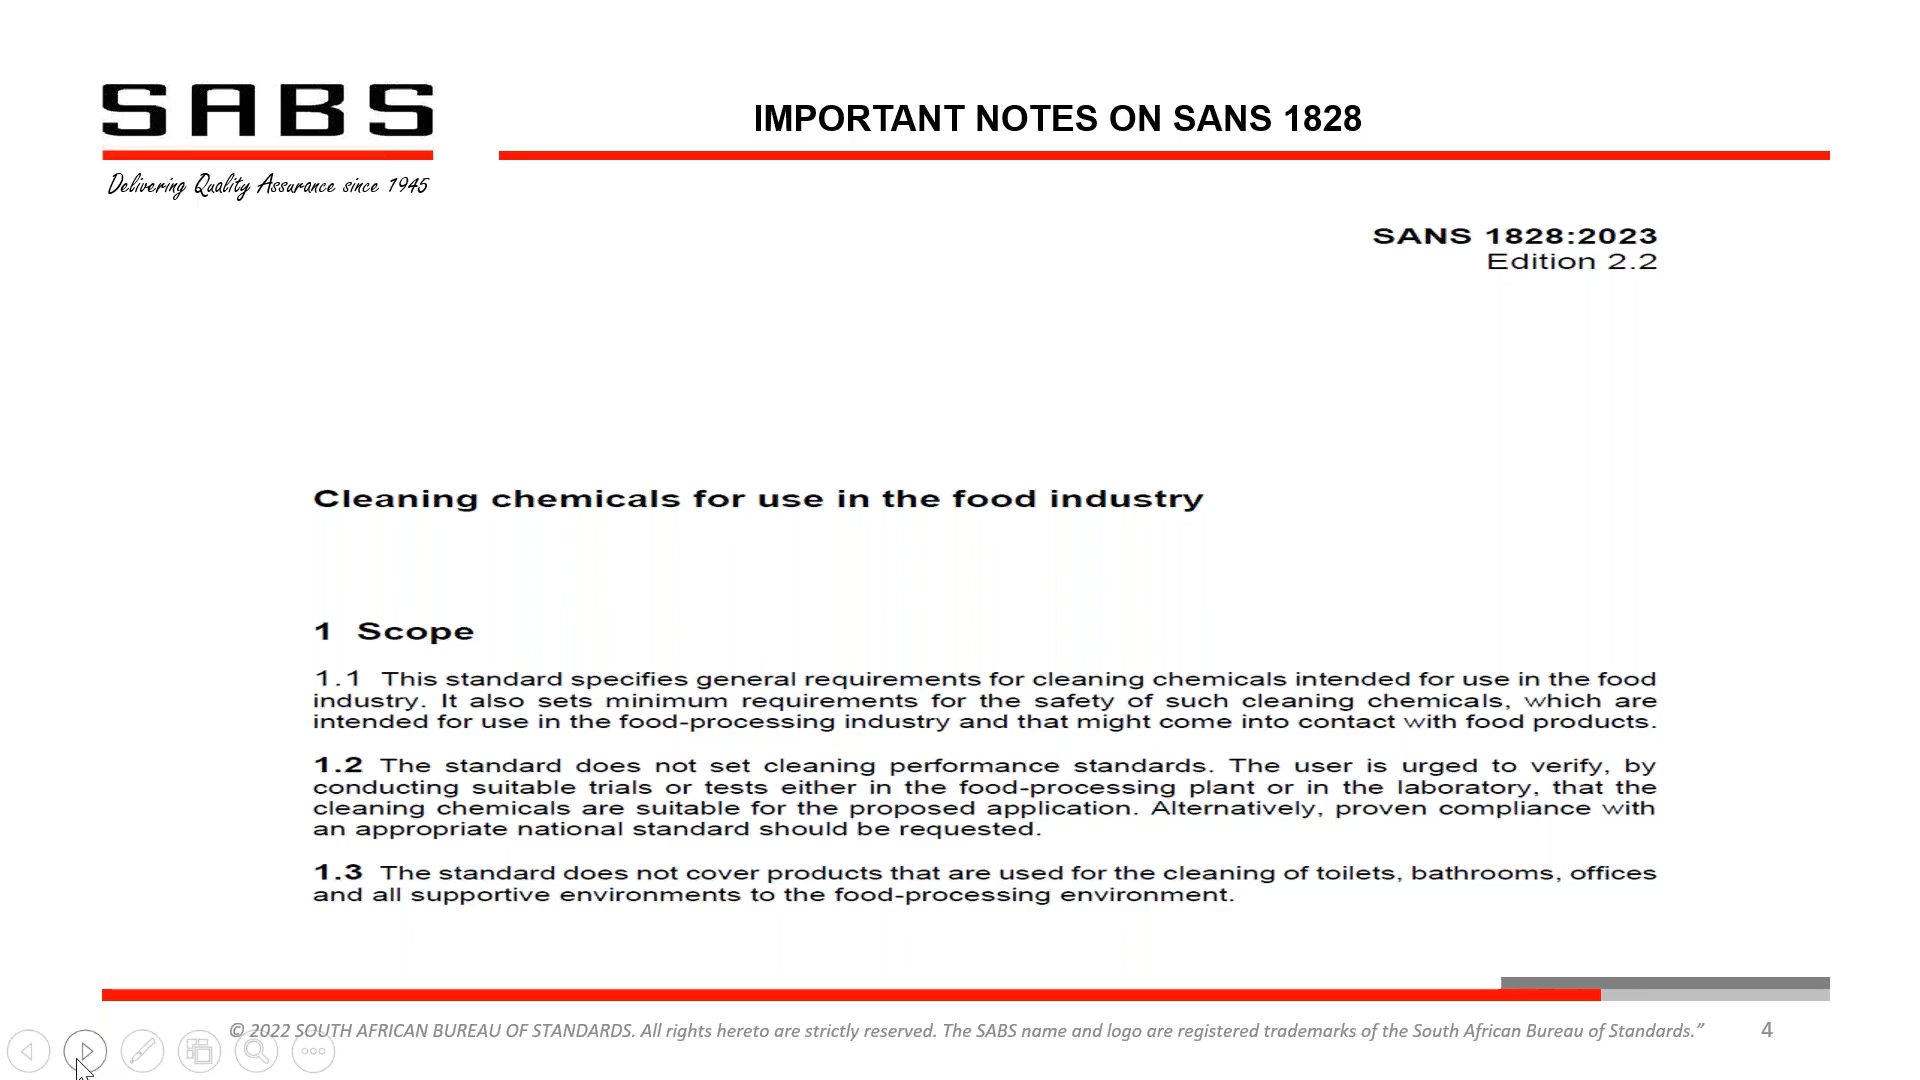 SABS
Delivering Quality Assurance since 1945
IMPORTANT NOTES ON SANS 1828
SANS 1828:2023
Edition 2.2
Cleaning chemicals for use in the food industry
1 Scope
1.1 This standard specifies general requirements for cleaning chemicals intended for use in the food
industry. It also sets minimum requirements for the safety of such cleaning chemicals, which are
intended for use in the food-processing industry and that might come into contact with food products.
1.2 The standard does not set cleaning performance standards. The user is urged to verify, by
conducting suitable trials or tests either in the food-processing plant or in the laboratory, that the
cleaning chemicals are suitable for the proposed application. Alternatively, proven compliance with
an appropriate national standard should be requested.
1.3 The standard does not cover products that are used for the cleaning of toilets, bathrooms, offices
and all supportive environments to the food-processing environment.
© 2022 SOUTH AFRICAN BUREAU OF STANDARDS. All rights hereto are strictly reserved. The SABS name and logo are registered trademarks of the South African Bureau of Standards.”
4